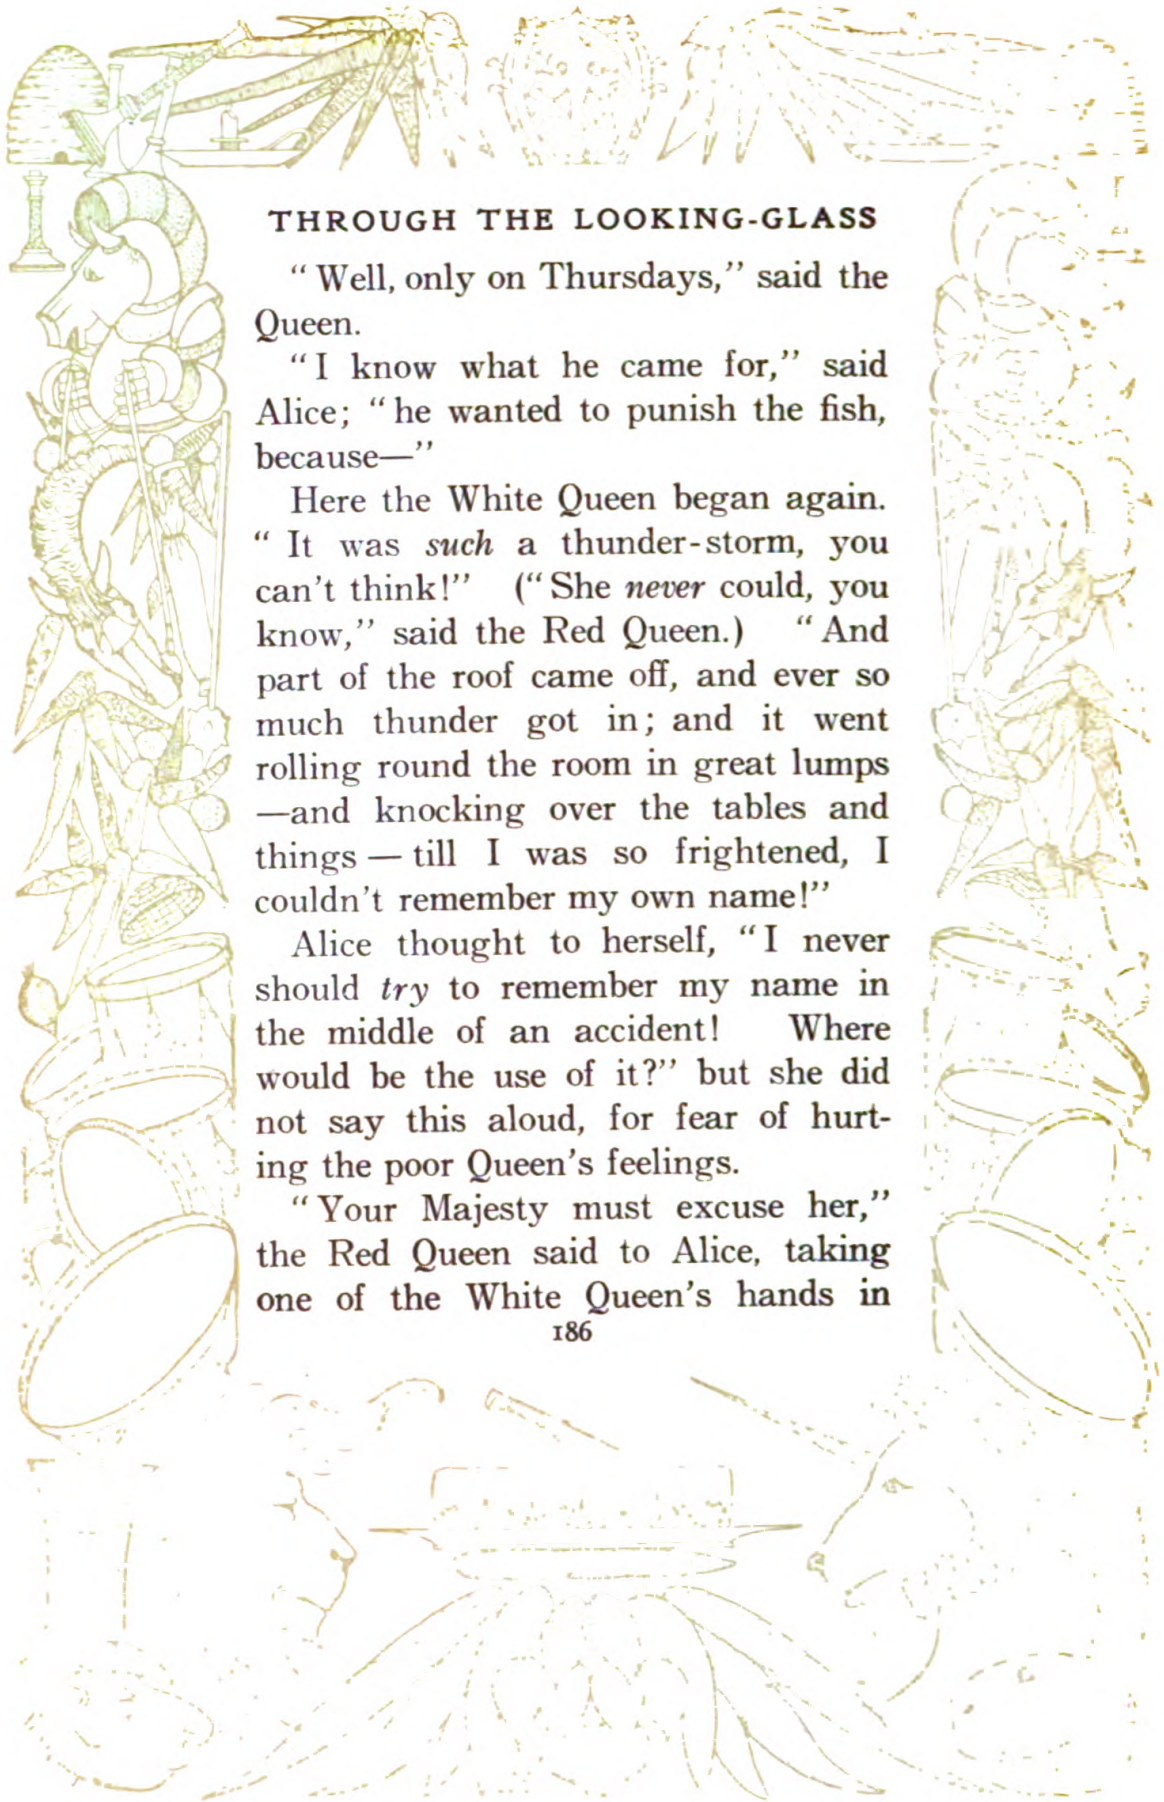 THROUGH THE LOOKING-GLASS
“Well, only on Thursdays,” said the
Queen.
“I know what he came for,” said
Alice; “he wanted to punish the fish,
because—”
Here the White Queen began again.
“It was such a thunder-storm, you
can't think!” (“She never could, you
know,” said the Red Queen.) “And
part of the roof came off, and ever so
much thunder got in; and it went
rolling round the room in great lumps
—and knocking over the tables and
things — till I was so frightened, I
couldn't remember my own name!”
Alice thought to herself, “I never
should try to remember my name in
the middle of an accident! Where
would be the use of it?” but she did
not say this aloud, for fear of hurt-
ing the poor Queen's feelings.
“Your Majesty must excuse her,”
the Red Queen said to Alice, taking
one of the White Queen's hands in
186